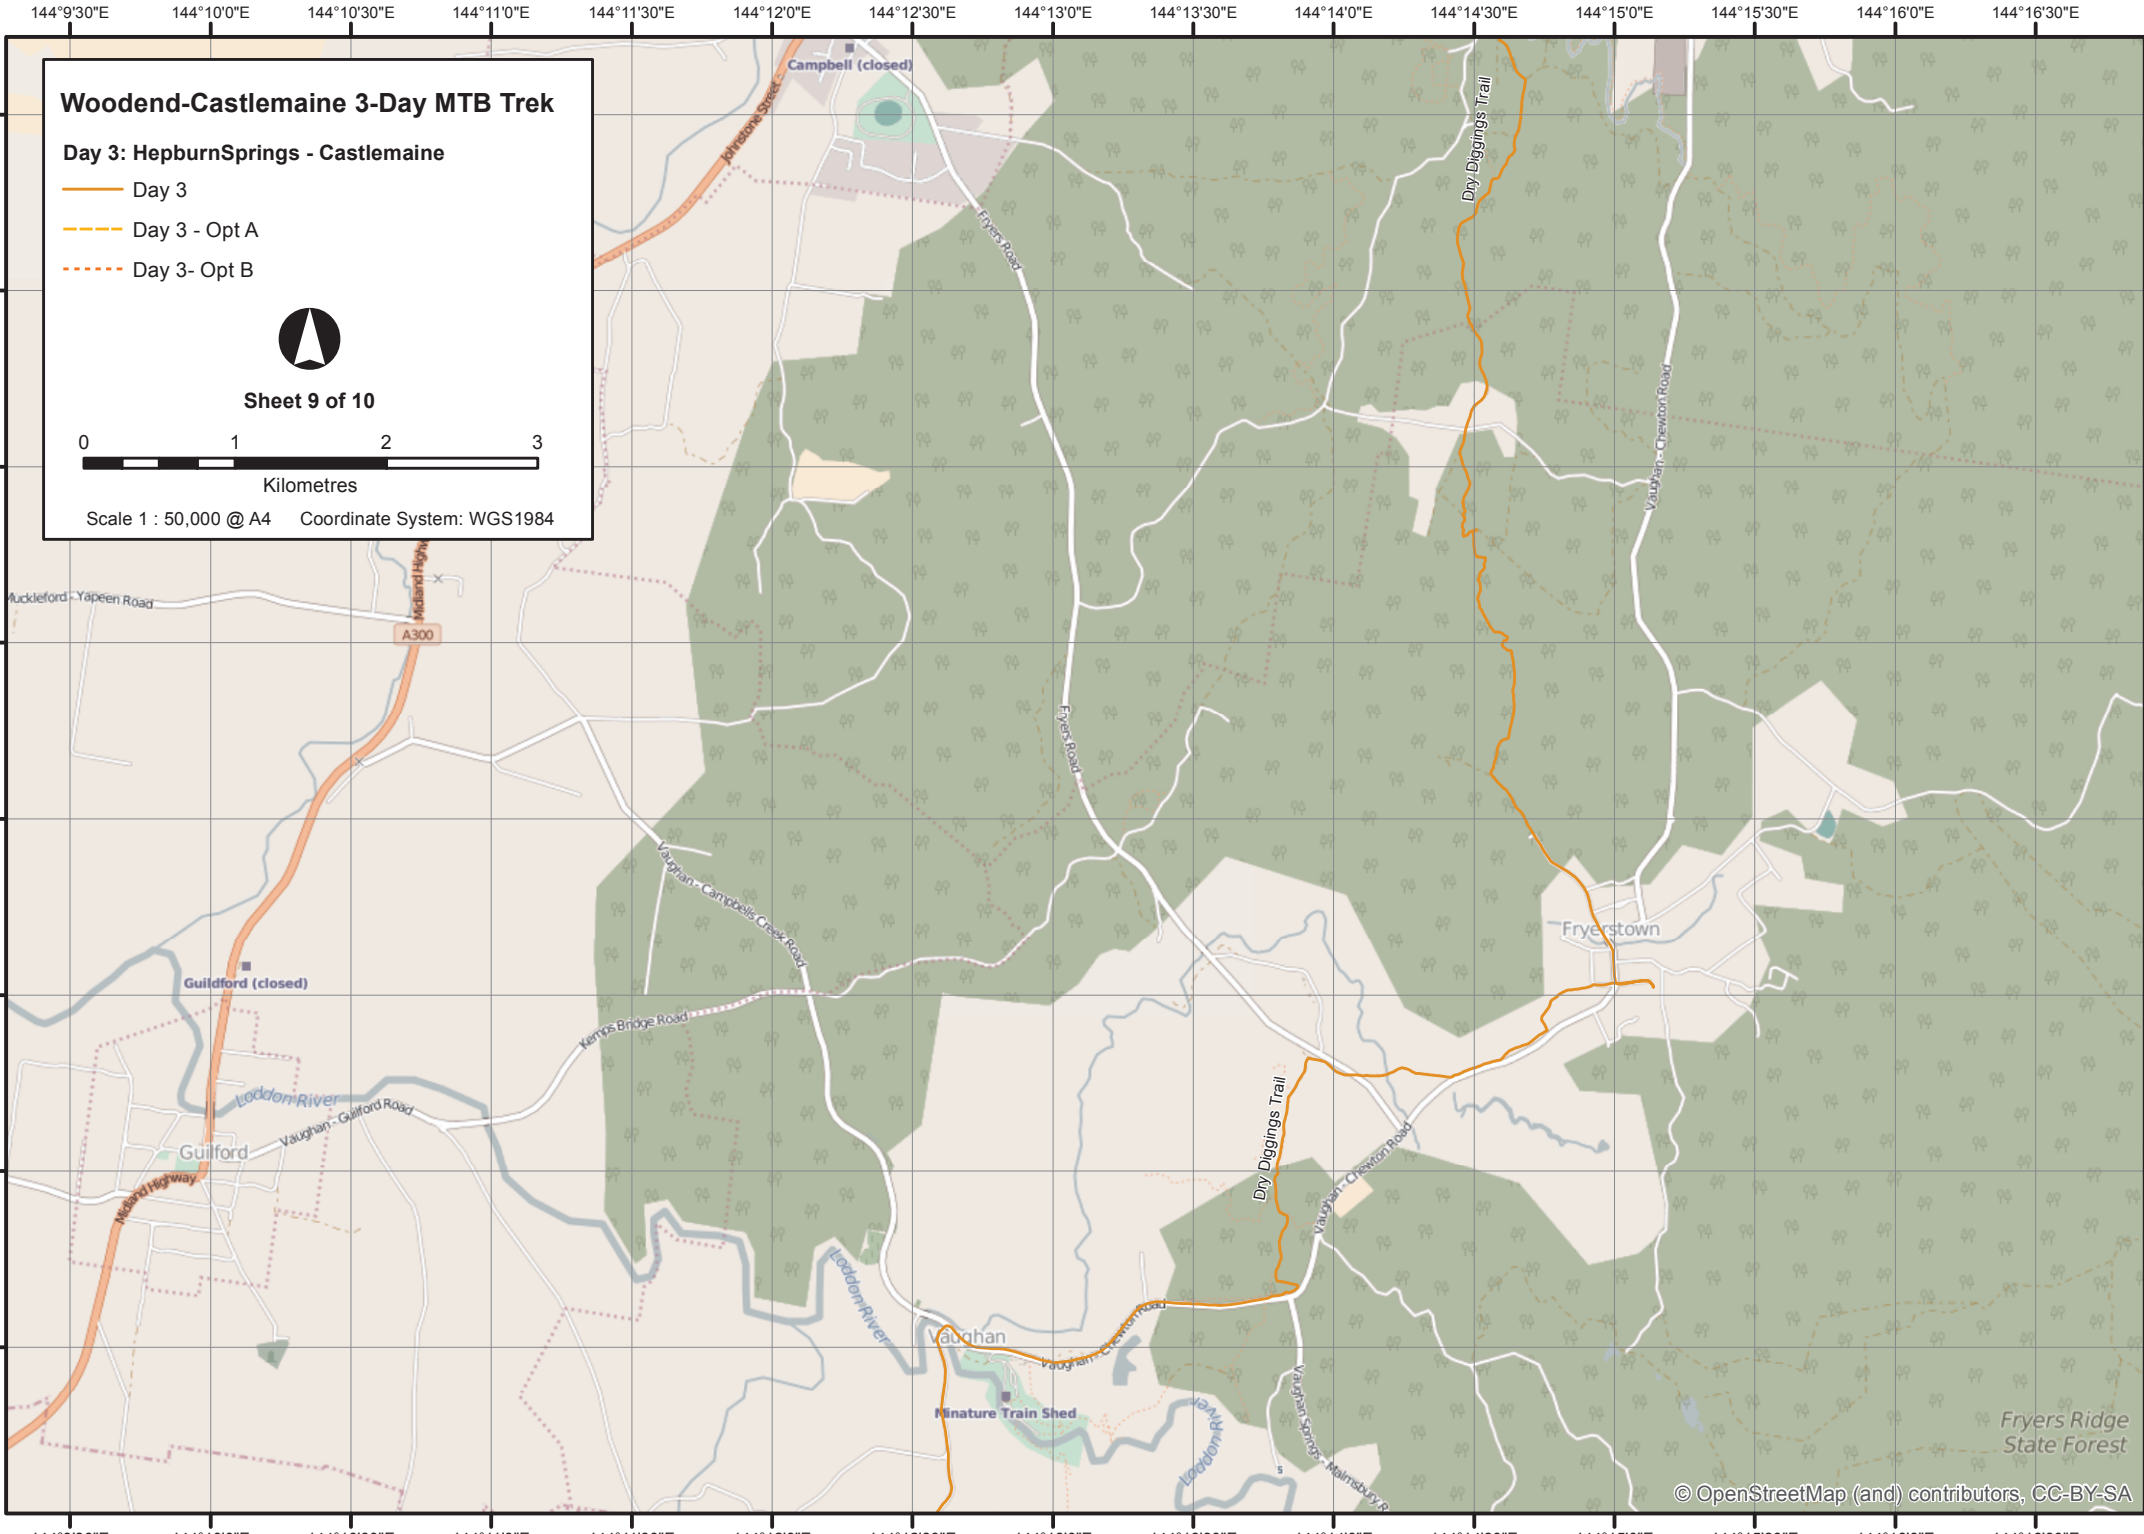 144°9'30"E 144°10'0"E 144°10'30"E 144°11'0"E 144°11'30"E 144°12'0"E 144°12'30"E 144°13'0"E 144°13'30"E 144°14'0"E 144°14'30"E 144°15'0"E 144°15'30"E 144°16'0"E 144°16'30"E
Woodend-Castlemaine 3-Day MTB Trek
Day 3: HepburnSprings - Castlemaine
Day 3
Day 3 - Opt A
Day 3- Opt B
Sheet 9 of 10
0 1 2 3
Kilometres
Scale 1 : 50,000 @ A4 Coordinate System: WGS1984
Campbell (closed)
Johnstone Street
Dry Diggings Trail
Fryers Road
Vaughan - Chewton Road
Midland Highw
Muckleford - Yapeen Road
A300
Fryers Road
Vaughan - Campbells Creek Road
Fryerstown
Guildford (closed)
Kemps Bridge Road
Loddon River
Vaughan - Guilford Road
Guilford
Midland Highway
Dry Diggings Trail
Vaughan - Chewton Road
Loddon River
Vaughan
Vaughan - Chewton Road
Minature Train Shed
Loddon River
Vaughan Springs - Malmsbury R
Fryers Ridge
State Forest
© OpenStreetMap (and) contributors, CC-BY-SA